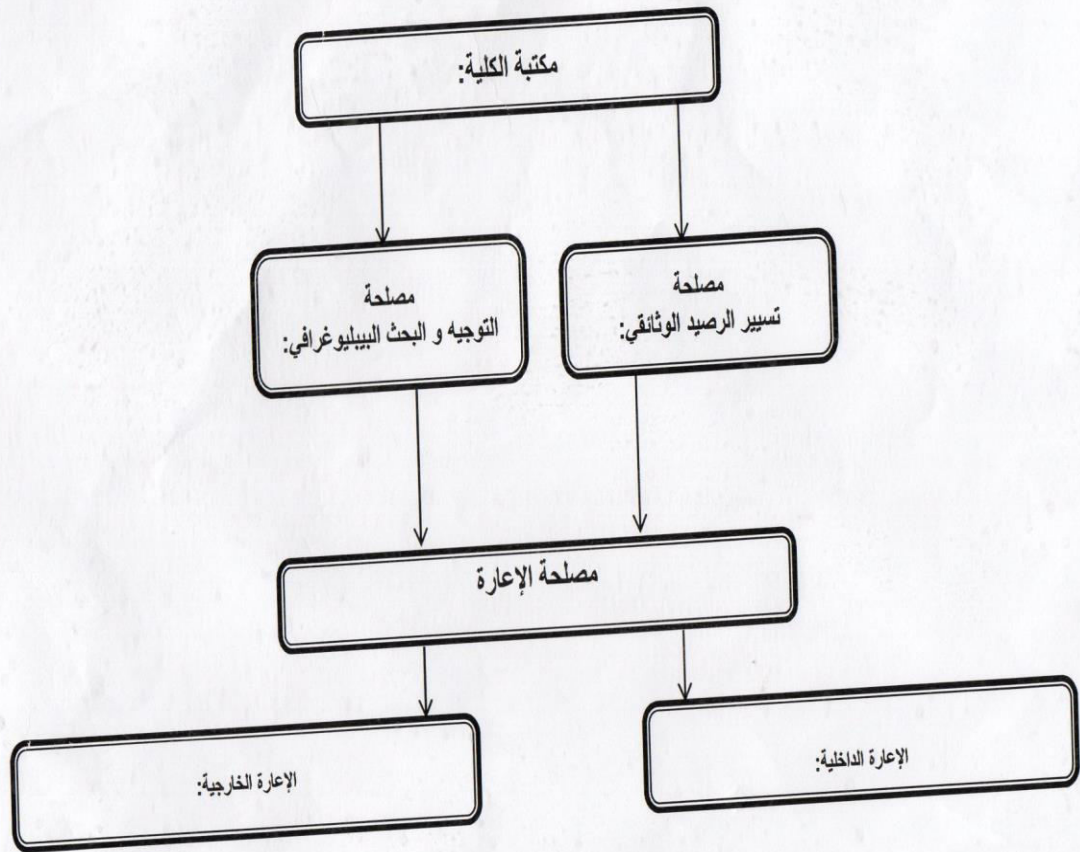 مكتبة الكلية:
مصلحة
تسيير الرصيد الوثائقي:
مصلحة
التوجيه و البحث البيبليوغرافي:
مصلحة الإعارة
الإعارة الداخلية:
الإعارة الخارجية: